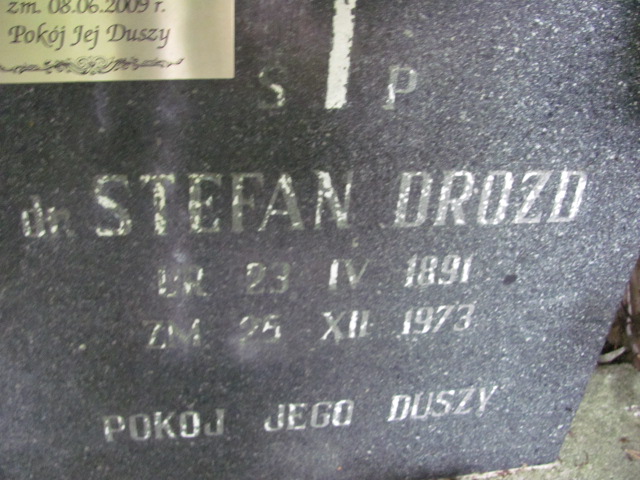 zm. 08.06.2009 r.
Pokój Jej Duszy
S P
dr STEFAN DROZD
UR 23 IV 1891
ZM 25 XII 1973
POKÓJ JEGO DUSZY